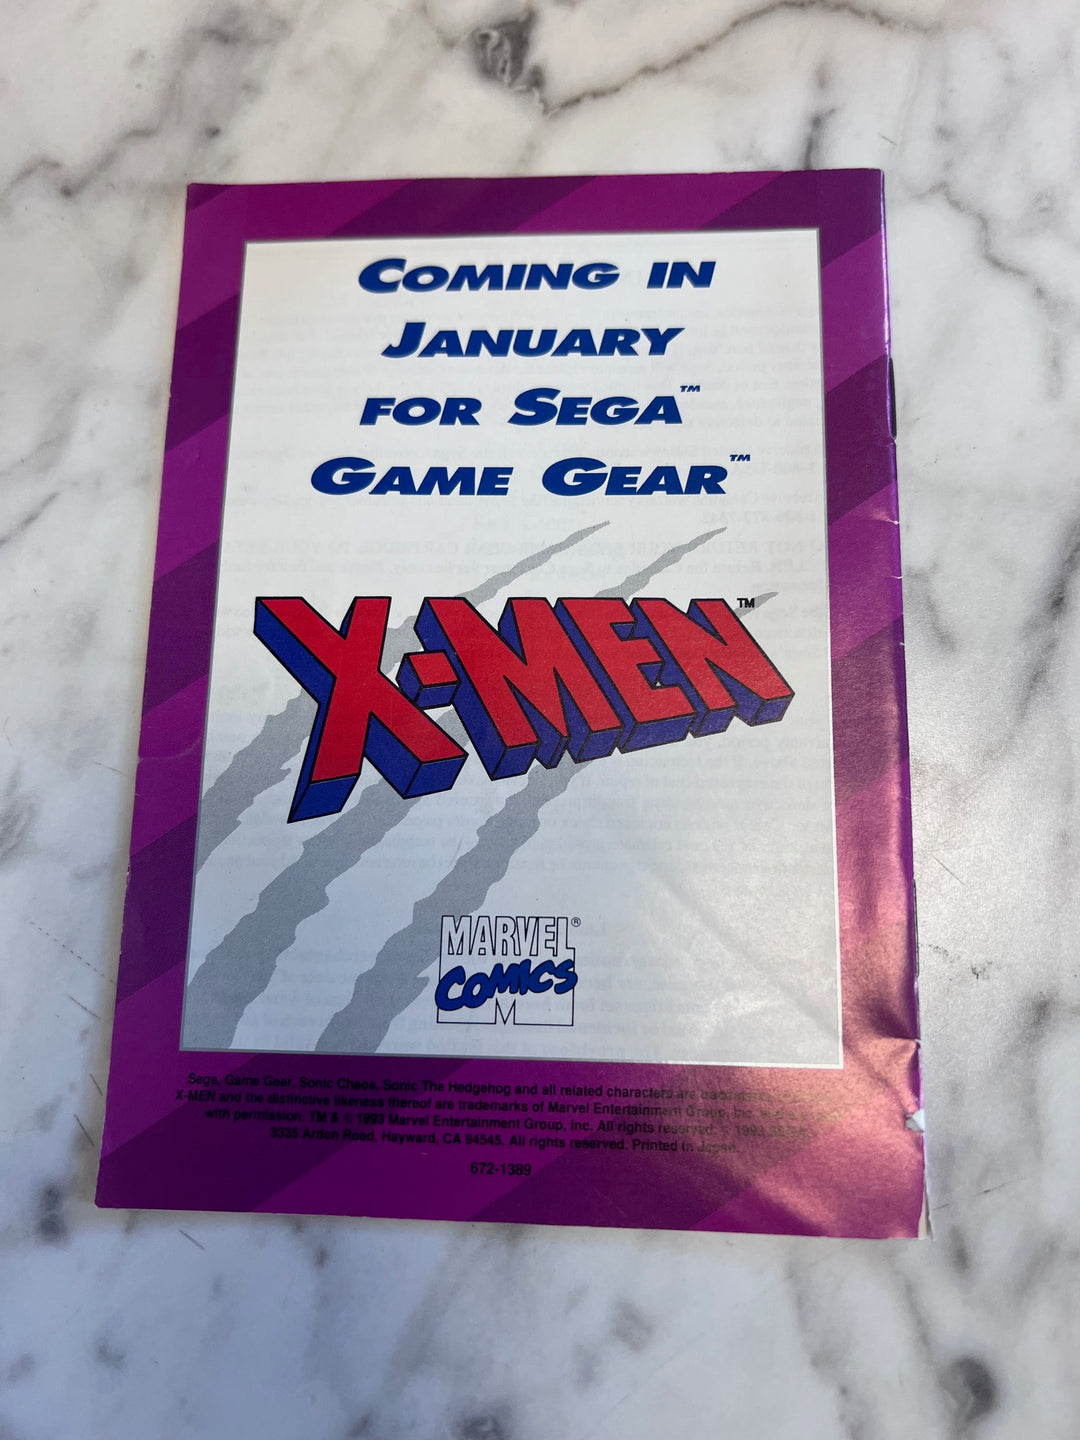 COMING IN
JANUARY
FOR SEGA™
GAME GEAR™
X-MEN™
MARVEL®
COMICS
M
Sega, Game Gear, Sonic Chaos, Sonic The Hedgehog and all related characters are
X-MEN and the distinctive likeness thereof are trademarks of Marvel Entertainment Group, Inc.
with permission. TM & © 1993 Marvel Entertainment Group, Inc. All rights reserved. © 1993
3335 Arden Road, Hayward, CA 94545. All rights reserved. Printed in Japan.
672-1389